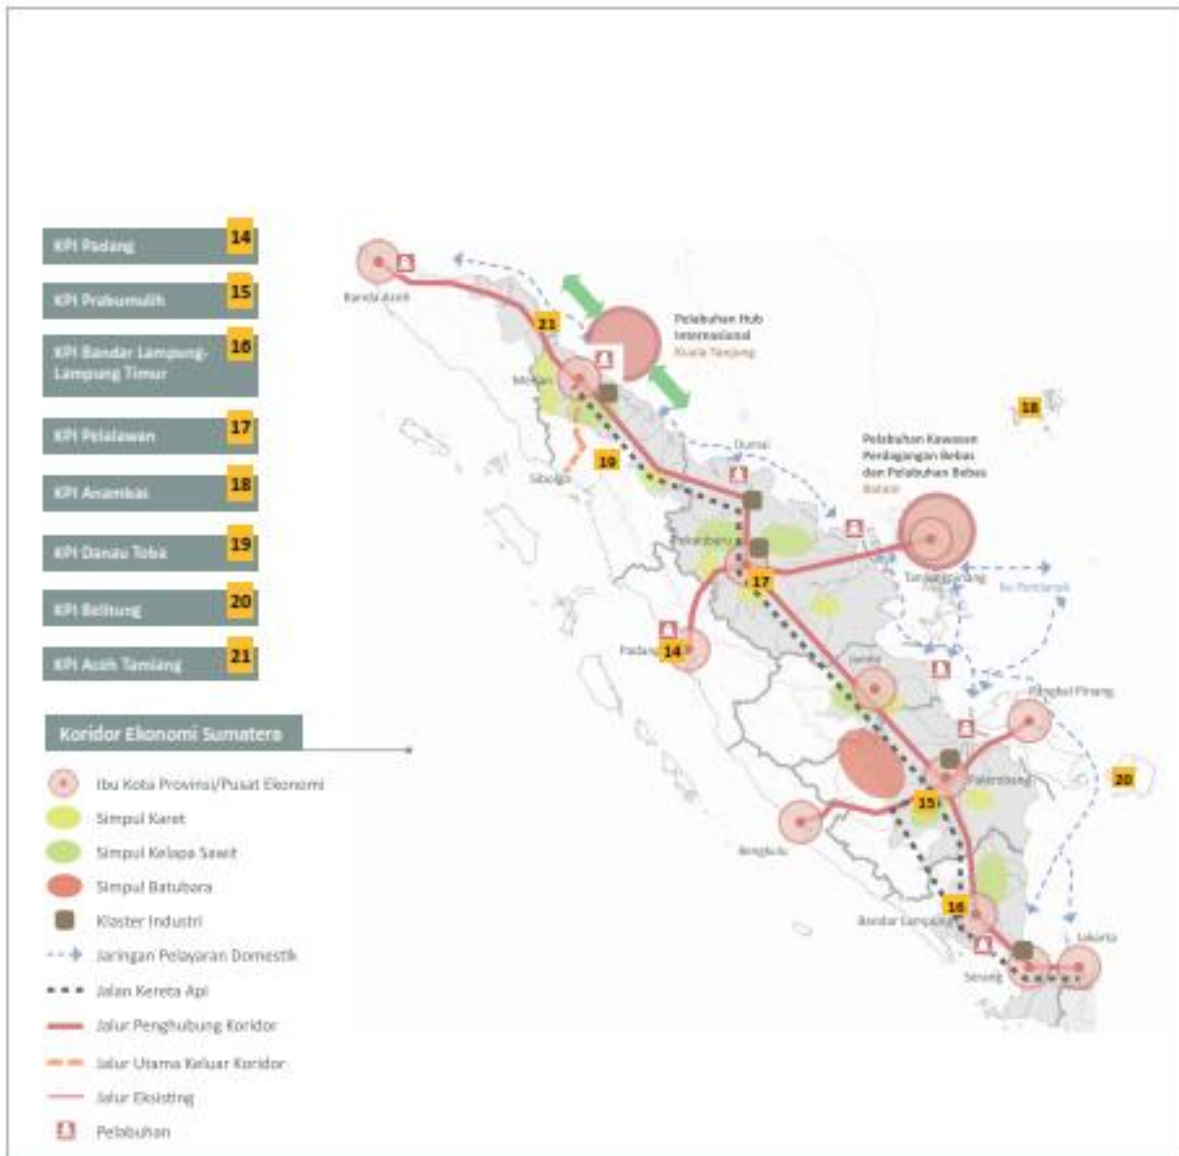 KPI Padang
14
KPI Prabumulih
15
KPI Bandar Lampung-
Lampung Timur
16
KPI Pelalawan
17
KPI Anambas
18
KPI Danau Toba
19
KPI Belitung
20
KPI Aceh Tamiang
21
Koridor Ekonomi Sumatera
Ibu Kota Provinsi/Pusat Ekonomi
Simpul Karet
Simpul Kelapa Sawit
Simpul Batubara
Klaster Industri
Jaringan Pelayaran Domestik
Jalan Kereta Api
Jalur Penghubung Koridor
Jalur Utama Keluar Koridor
Jalur Eksisting
Pelabuhan
Banda Aceh
21
Pelabuhan Hub
Internasional
Kuala Tanjung
Medan
18
Dumai
Pelabuhan Kawasan
Perdagangan Bebas
dan Pelabuhan Bebas
Batam
19
Sibolga
Pekanbaru
17
Tanjungpinang
Ke Pontianak
Padang
14
Jambi
Pangkal Pinang
Palembang
20
15
Bengkulu
16
Bandar Lampung
Jakarta
Serang